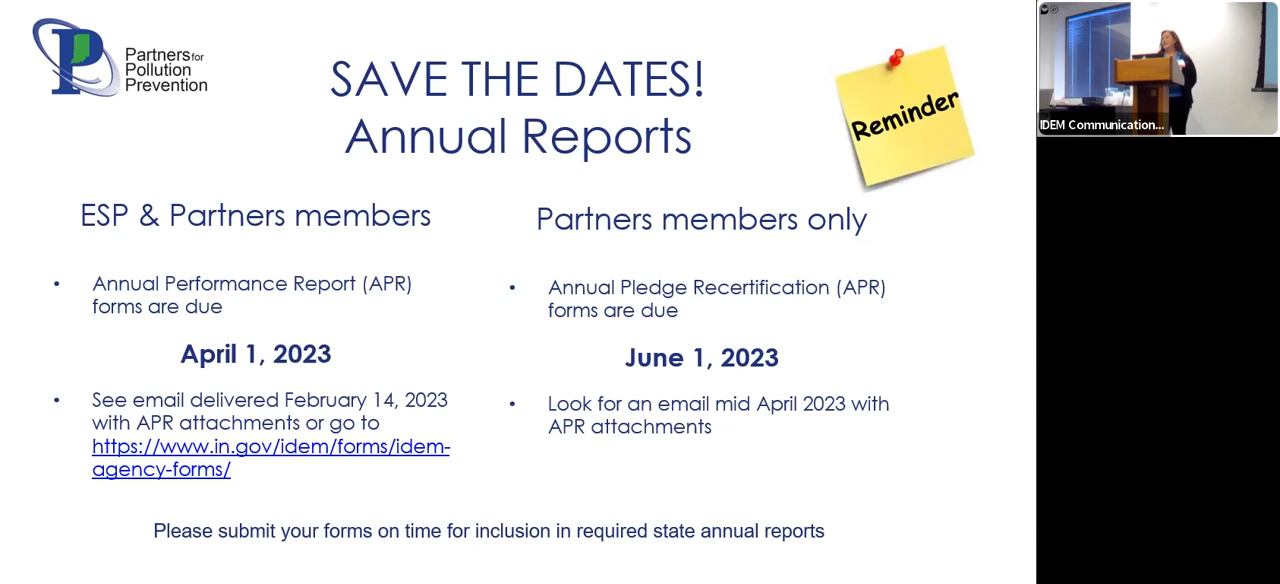 Partners for
Pollution
Prevention
SAVE THE DATES!
Annual Reports
Reminder
IDEM Communication...
ESP & Partners members
• Annual Performance Report (APR)
forms are due
April 1, 2023
• See email delivered February 14, 2023
with APR attachments or go to
https://www.in.gov/idem/forms/idem-
agency-forms/
Partners members only
• Annual Pledge Recertification (APR)
forms are due
June 1, 2023
• Look for an email mid April 2023 with
APR attachments
Please submit your forms on time for inclusion in required state annual reports